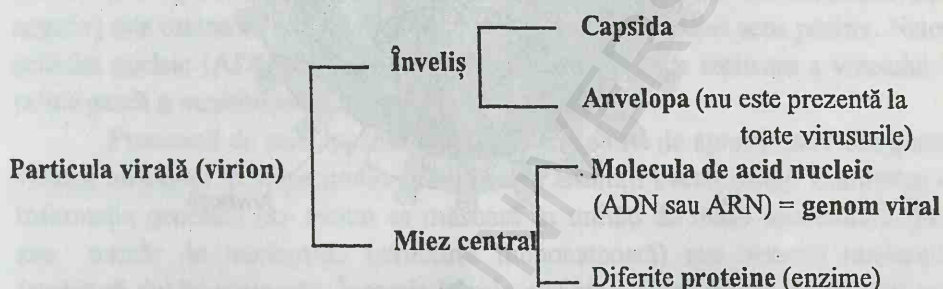 Capsida
Înveliș
Anvelopa (nu este prezentă la
toate virusurile)
Particula virală (virion)
Molecula de acid nucleic
(ADN sau ARN) = genom viral
Miez central
Diferite proteine (enzime)